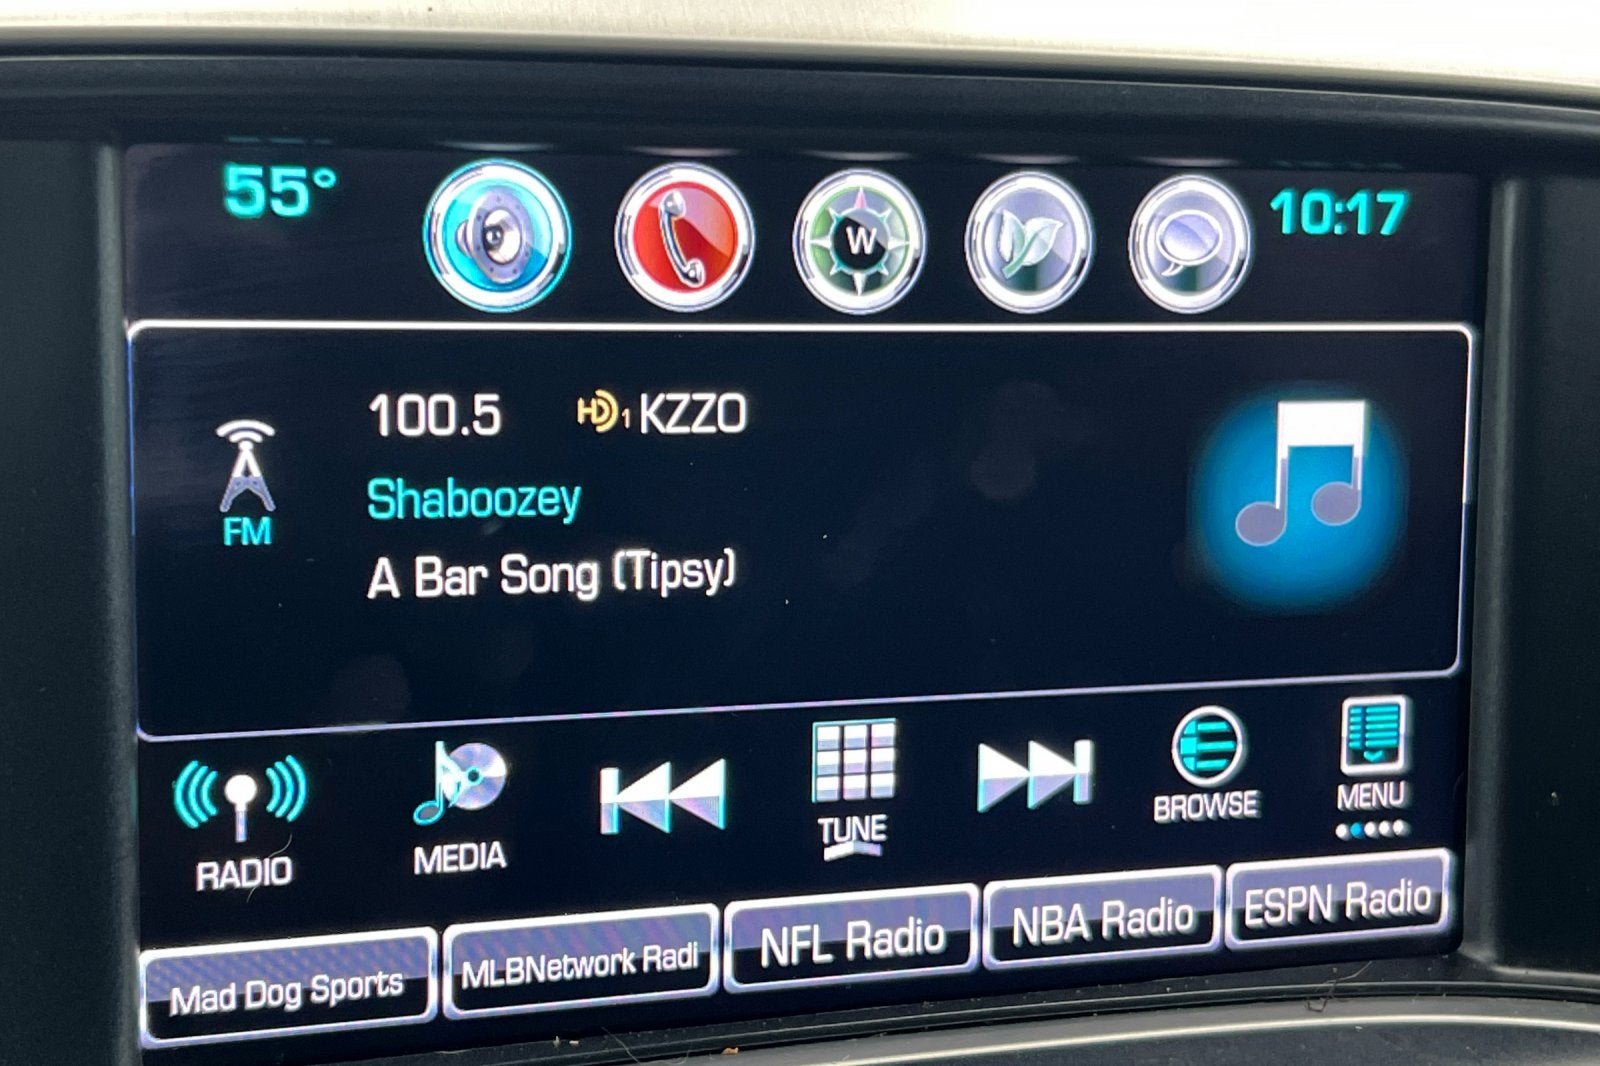 55° W 10:17
100.5 HD1 KZZO
Shaboozey
FM
A Bar Song (Tipsy)
RADIO MEDIA TUNE BROWSE MENU
Mad Dog Sports MLBNetwork Radi NFL Radio NBA Radio ESPN Radio